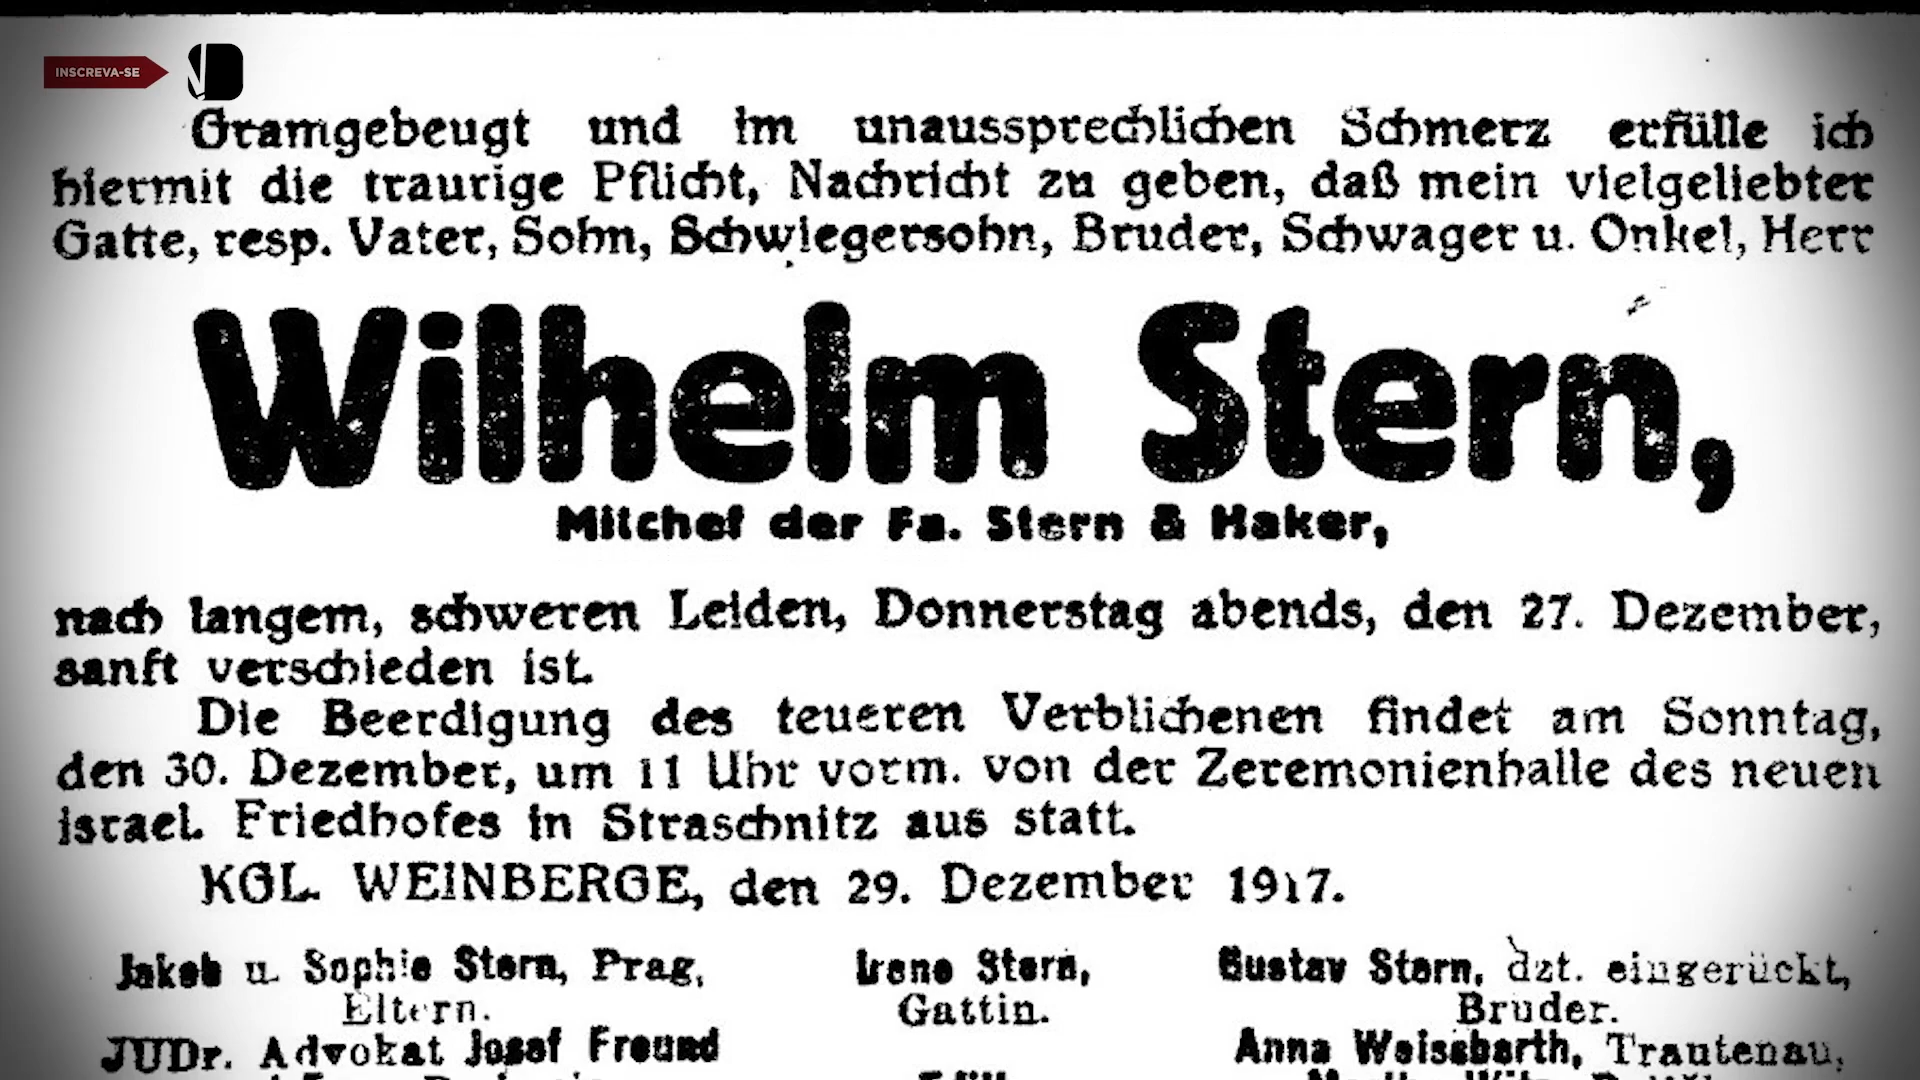 INSCREVA-SE
Gramgebeugt und im unaussprechlichen Schmerz erfülle ich
hiermit die traurige Pflicht, Nachricht zu geben, daß mein vielgeliebter
Gatte, resp. Vater, Sohn, Schwiegersohn, Bruder, Schwager u. Onkel, Herr
Wilhelm Stern,
Mitchef der Fa. Stern & Haker,
nach langem, schweren Leiden, Donnerstag abends, den 27. Dezember,
sanft verschieden ist.
Die Beerdigung des teueren Verblichenen findet am Sonntag,
den 30. Dezember, um 11 Uhr vorm. von der Zeremonienhalle des neuen
israel. Friedhofes in Straschnitz aus statt.
KGL. WEINBERGE, den 29. Dezember 1917.
Jakob u. Sophie Stern, Prag, Irene Stern, Gustav Stern, dzt. eingerückt,
Eltern. Gattin. Bruder.
JUDr. Advokat Josef Freund Anna Weissbarth, Trautenau,